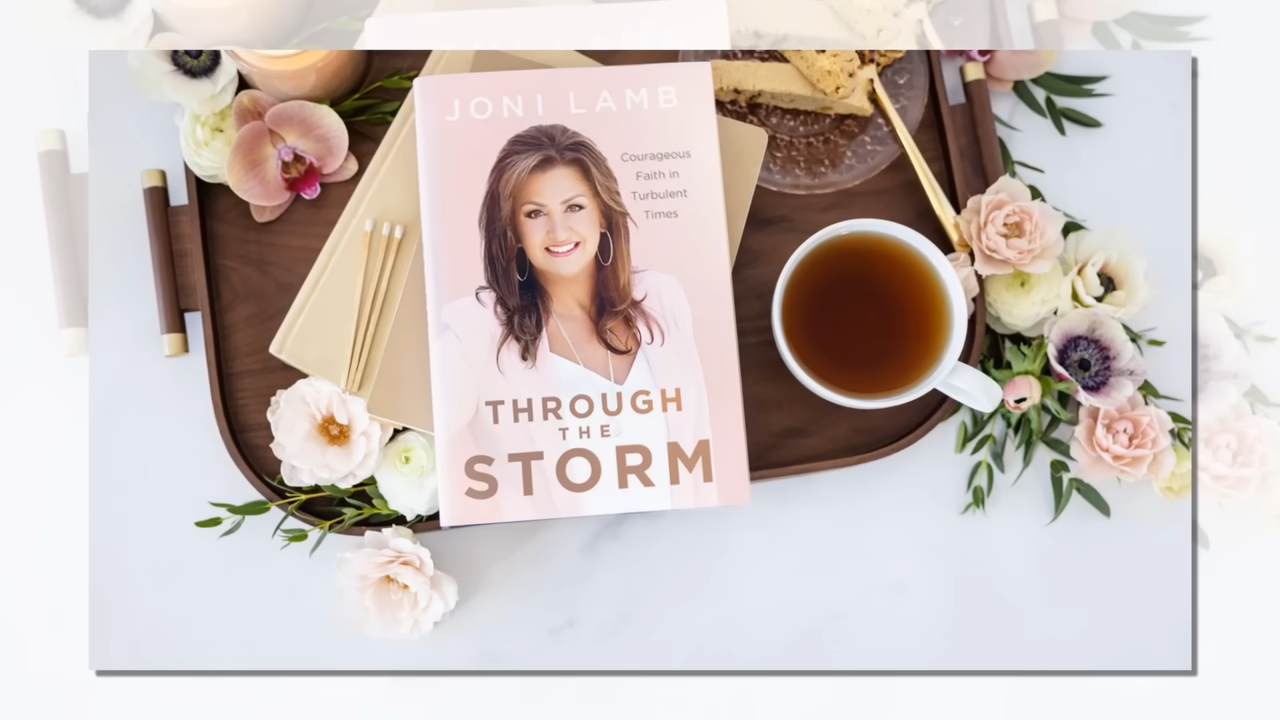 JONI LAMB
Courageous
Faith in
Turbulent
Times
THROUGH
THE
STORM